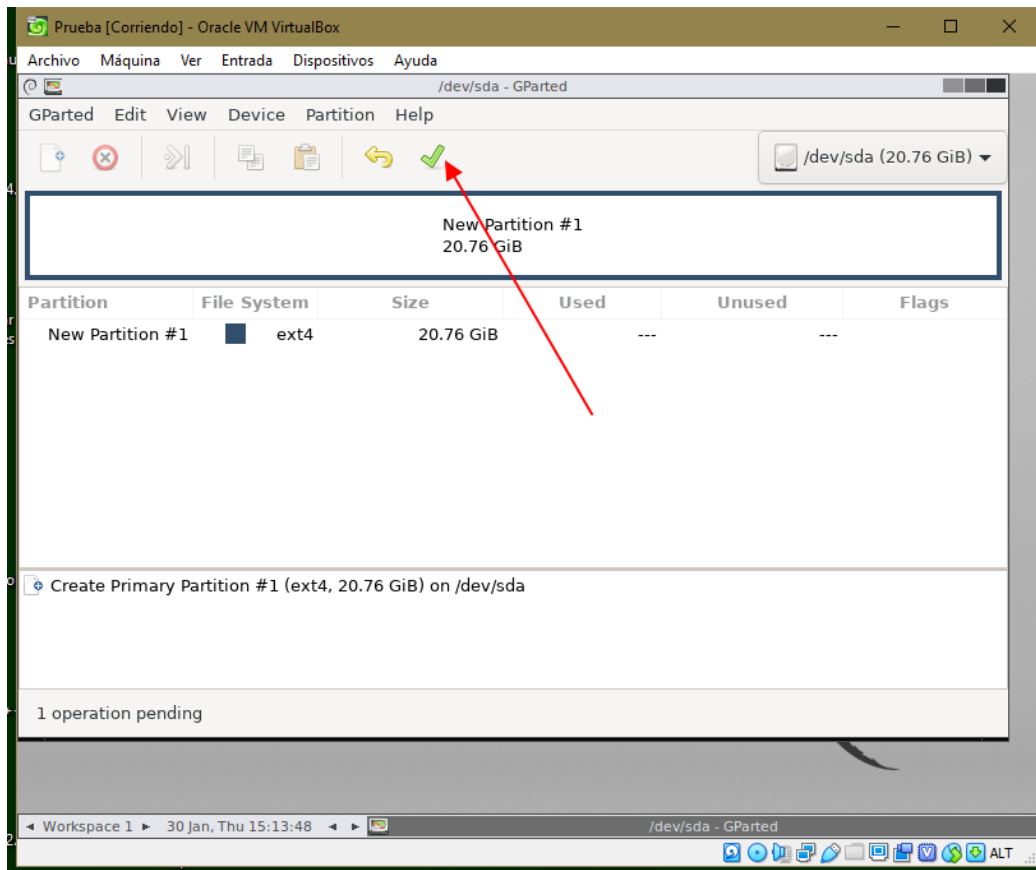 Prueba [Corriendo] - Oracle VM VirtualBox
Archivo Máquina Ver Entrada Dispositivos Ayuda
/dev/sda - GParted
GParted Edit View Device Partition Help
/dev/sda (20.76 GiB)
New Partition #1
20.76 GiB
Partition File System Size Used Unused Flags
New Partition #1 ext4 20.76 GiB --- ---
Create Primary Partition #1 (ext4, 20.76 GiB) on /dev/sda
1 operation pending
Workspace 1 30 Jan, Thu 15:13:48 /dev/sda - GParted
ALT